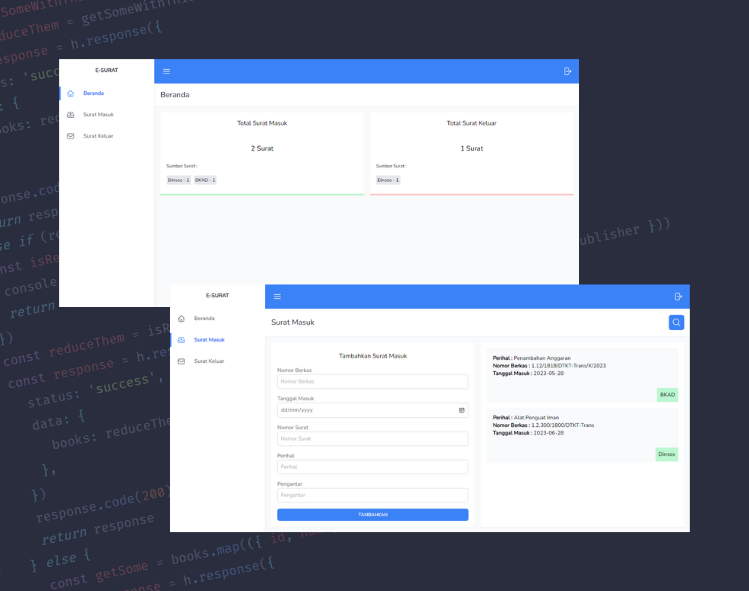 getSomeWithThi
duceThem = getSomeWithThi
esponse = h.response({
s: 'succ
: {
ooks: red
onse.cod
urn resp
se if (re
nst isRe
console
return
})
const reduceThem = isR
const response = h.re
status: 'success',
data: {
books: reduceThe
},
})
response.code(200)
return response
} else {
const getSome = books.map(({ id, n
onse = h.response({
ublisher }))
E-SURAT
Beranda
Surat Masuk
Surat Keluar
Beranda
Total Surat Masuk
2 Surat
Sumber Surat :
Dinsos : 1 BKAD : 1
Total Surat Keluar
1 Surat
Sumber Surat :
Dinsos : 1
E-SURAT
Beranda
Surat Masuk
Surat Keluar
Surat Masuk
Tambahkan Surat Masuk
Nomor Berkas
Nomor Berkas
Tanggal Masuk
dd/mm/yyyy
Nomor Surat
Nomor Surat
Perihal
Perihal
Pengantar
Pengantar
TAMBAHKAN
Perihal : Penambahan Anggaran
Nomor Berkas : 1.12/1818/DTKT-Trans/X/2023
Tanggal Masuk : 2023-05-28
BKAD
Perihal : Alat Penguat Iman
Nomor Berkas : 1.2.300/1800/DTKT-Trans
Tanggal Masuk : 2023-06-28
Dinsos